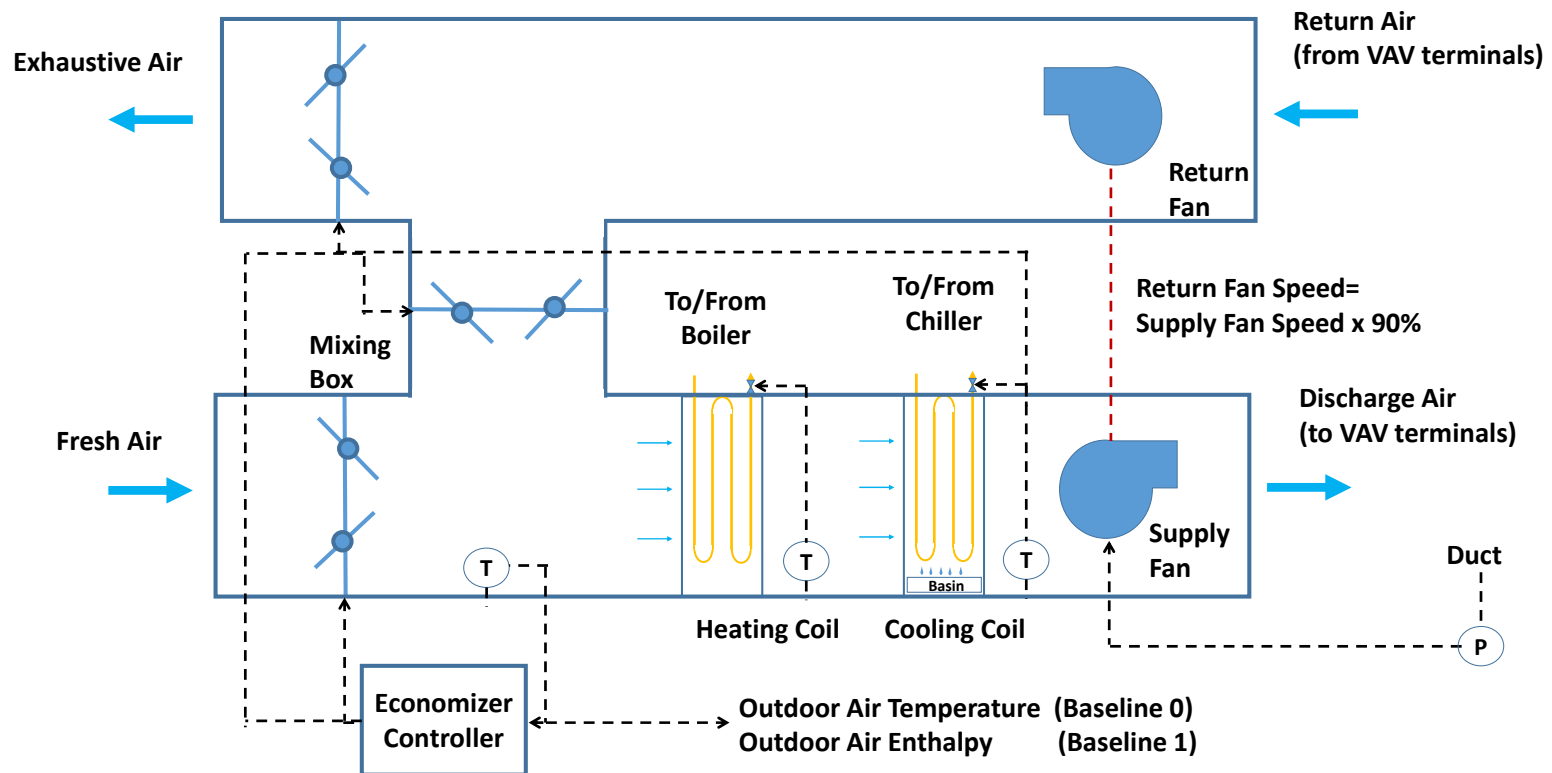 Exhaustive Air
Return Air
(from VAV terminals)
Return
Fan
To/From
Boiler
To/From
Chiller
Return Fan Speed=
Supply Fan Speed x 90%
Mixing
Box
Fresh Air
Discharge Air
(to VAV terminals)
Supply
Fan
T
T
T
Basin
Duct
P
Heating Coil
Cooling Coil
Economizer
Controller
Outdoor Air Temperature (Baseline 0)
Outdoor Air Enthalpy (Baseline 1)